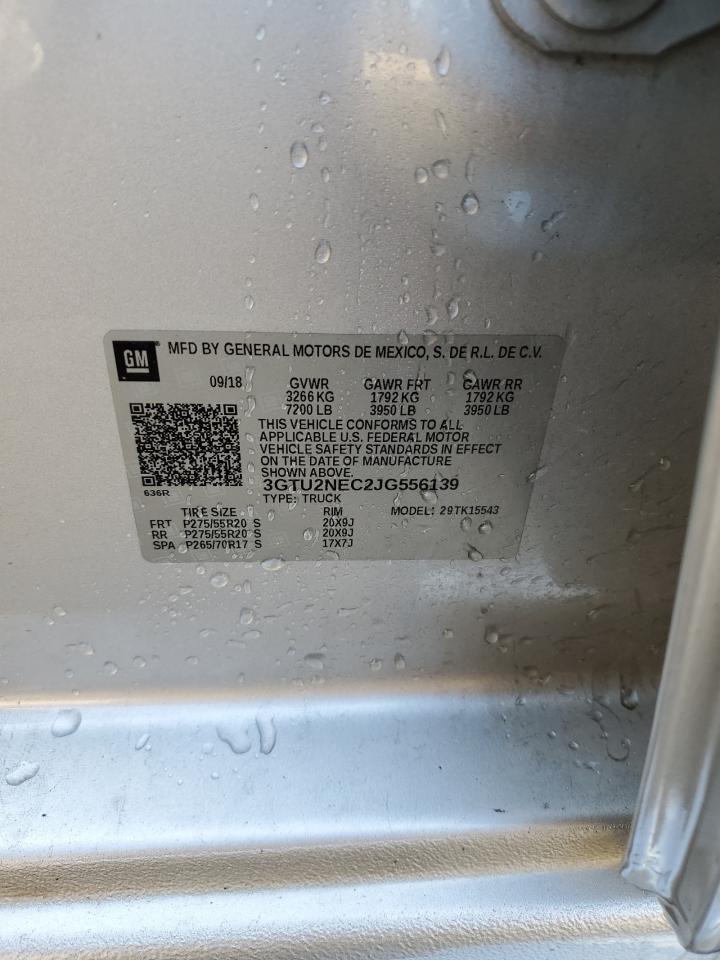 GM ® MFD BY GENERAL MOTORS DE MEXICO, S. DE R.L. DE C.V.
09/18 GVWR GAWR FRT GAWR RR
3266 KG 1792 KG 1792 KG
7200 LB 3950 LB 3950 LB
THIS VEHICLE CONFORMS TO ALL
APPLICABLE U.S. FEDERAL MOTOR
VEHICLE SAFETY STANDARDS IN EFFECT
ON THE DATE OF MANUFACTURE
SHOWN ABOVE.
3GTU2NEC2JG556139
636R TYPE: TRUCK
TIRE SIZE RIM MODEL: 29TK15543
FRT P275/55R20 S 20X9J
RR P275/55R20 S 20X9J
SPA P265/70R17 S 17X7J